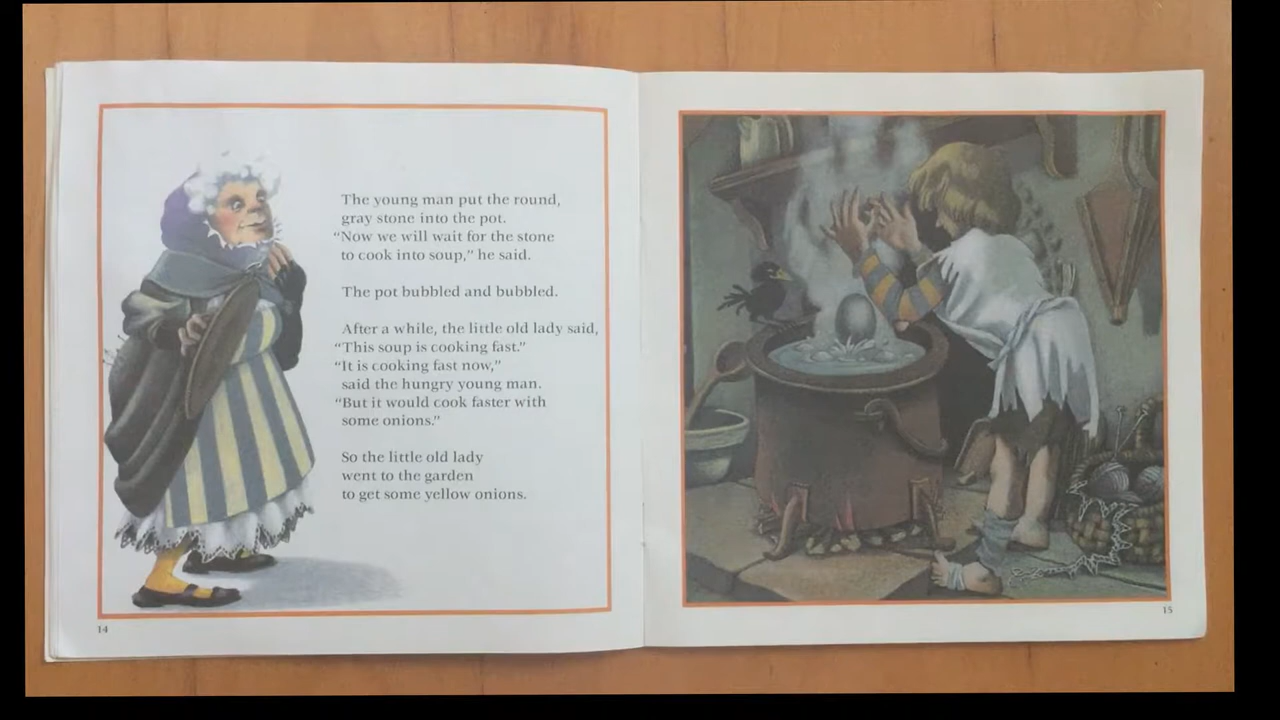 The young man put the round,
gray stone into the pot.
“Now we will wait for the stone
to cook into soup,” he said.
The pot bubbled and bubbled.
After a while, the little old lady said,
“This soup is cooking fast.”
“It is cooking fast now,”
said the hungry young man.
“But it would cook faster with
some onions.”
So the little old lady
went to the garden
to get some yellow onions.
14
15